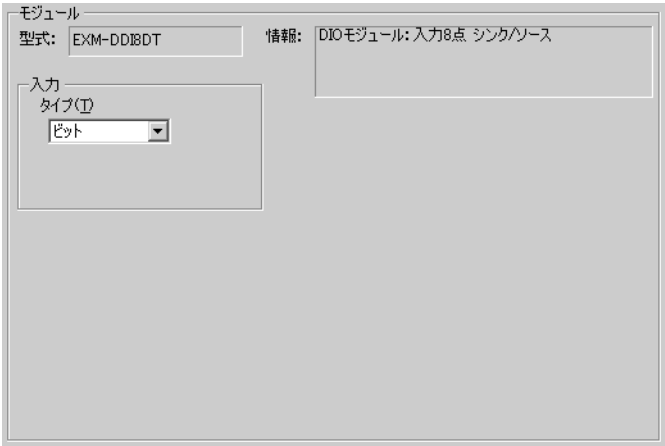 モジュール
型式: EXM-DDI8DT 情報: DIOモジュール: 入力8点 シンク/ソース
入力
タイプ(T)
ビット